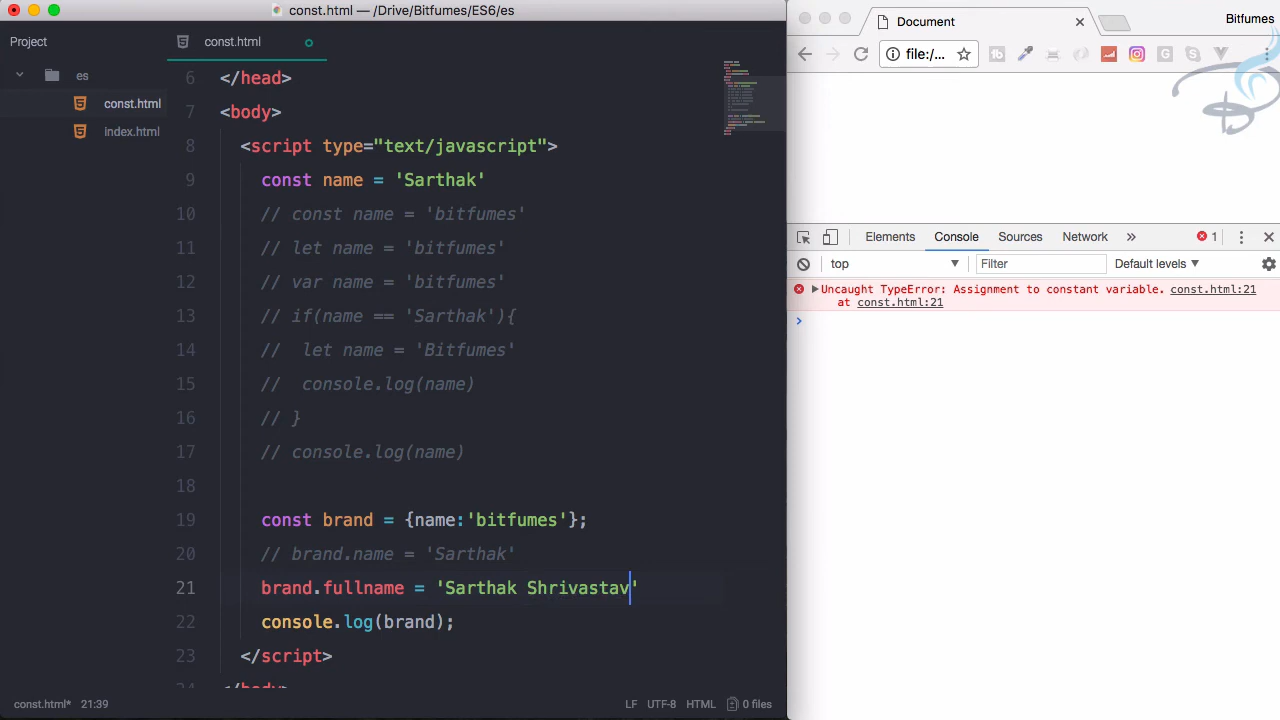 const.html — /Drive/Bitfumes/ES6/es
Project
const.html
es
const.html
index.html
6 </head>
7 <body>
8 <script type="text/javascript">
9 const name = 'Sarthak'
10 // const name = 'bitfumes'
11 // let name = 'bitfumes'
12 // var name = 'bitfumes'
13 // if(name == 'Sarthak'){
14 // let name = 'Bitfumes'
15 // console.log(name)
16 // }
17 // console.log(name)
18
19 const brand = {name:'bitfumes'};
20 // brand.name = 'Sarthak'
21 brand.fullname = 'Sarthak Shrivastav'
22 console.log(brand);
23 </script>
24 </body>
const.html* 21:39
LF UTF-8 HTML 0 files
Document
Bitfumes
file:/...
Elements Console Sources Network » 1
top Filter Default levels
Uncaught TypeError: Assignment to constant variable. const.html:21
at const.html:21